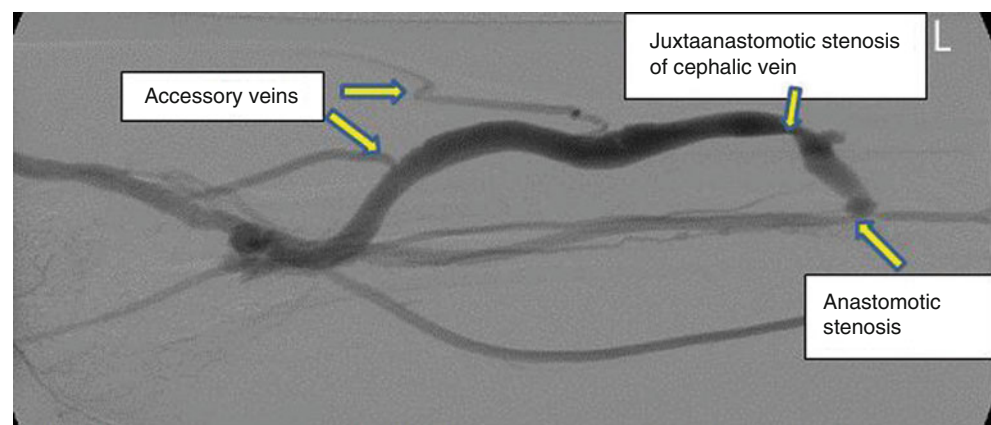 Juxtaanastomotic stenosis
of cephalic vein
L
Accessory veins
Anastomotic
stenosis